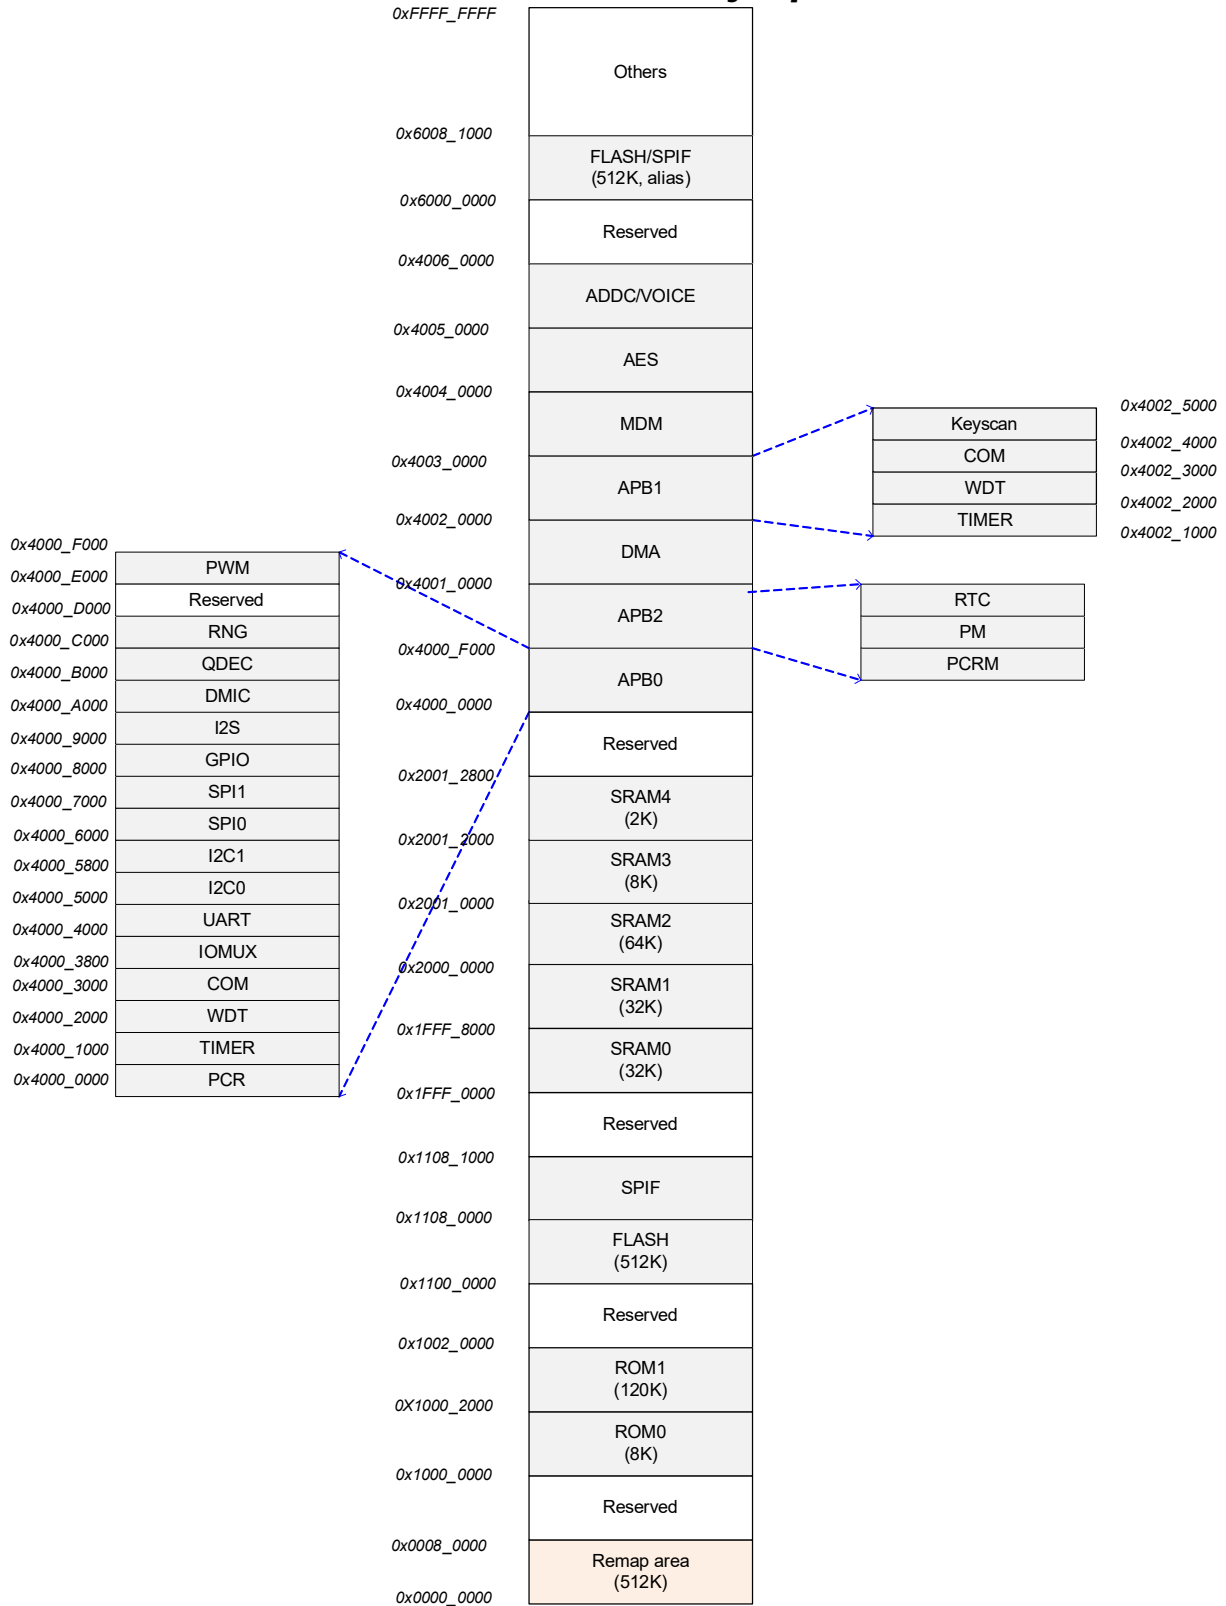 0xFFFF_FFFF
Others
0x6008_1000
FLASH/SPIF
(512K, alias)
0x6000_0000
Reserved
0x4006_0000
ADDC/VOICE
0x4005_0000
AES
0x4004_0000
MDM
0x4003_0000
APB1
0x4002_0000
DMA
0x4001_0000
APB2
0x4000_F000
APB0
0x4000_0000
Reserved
0x2001_2800
SRAM4
(2K)
0x2001_2000
SRAM3
(8K)
0x2001_0000
SRAM2
(64K)
0x2000_0000
SRAM1
(32K)
0x1FFF_8000
SRAM0
(32K)
0x1FFF_0000
Reserved
0x1108_1000
SPIF
0x1108_0000
FLASH
(512K)
0x1100_0000
Reserved
0x1002_0000
ROM1
(120K)
0X1000_2000
ROM0
(8K)
0x1000_0000
Reserved
0x0008_0000
Remap area
(512K)
0x0000_0000
0x4002_5000
Keyscan
0x4002_4000
COM
0x4002_3000
WDT
0x4002_2000
TIMER
0x4002_1000
RTC
PM
PCRM
0x4000_F000
PWM
0x4000_E000
Reserved
0x4000_D000
RNG
0x4000_C000
QDEC
0x4000_B000
DMIC
0x4000_A000
I2S
0x4000_9000
GPIO
0x4000_8000
SPI1
0x4000_7000
SPI0
0x4000_6000
I2C1
0x4000_5800
I2C0
0x4000_5000
UART
0x4000_4000
IOMUX
0x4000_3800
COM
0x4000_3000
WDT
0x4000_2000
TIMER
0x4000_1000
PCR
0x4000_0000